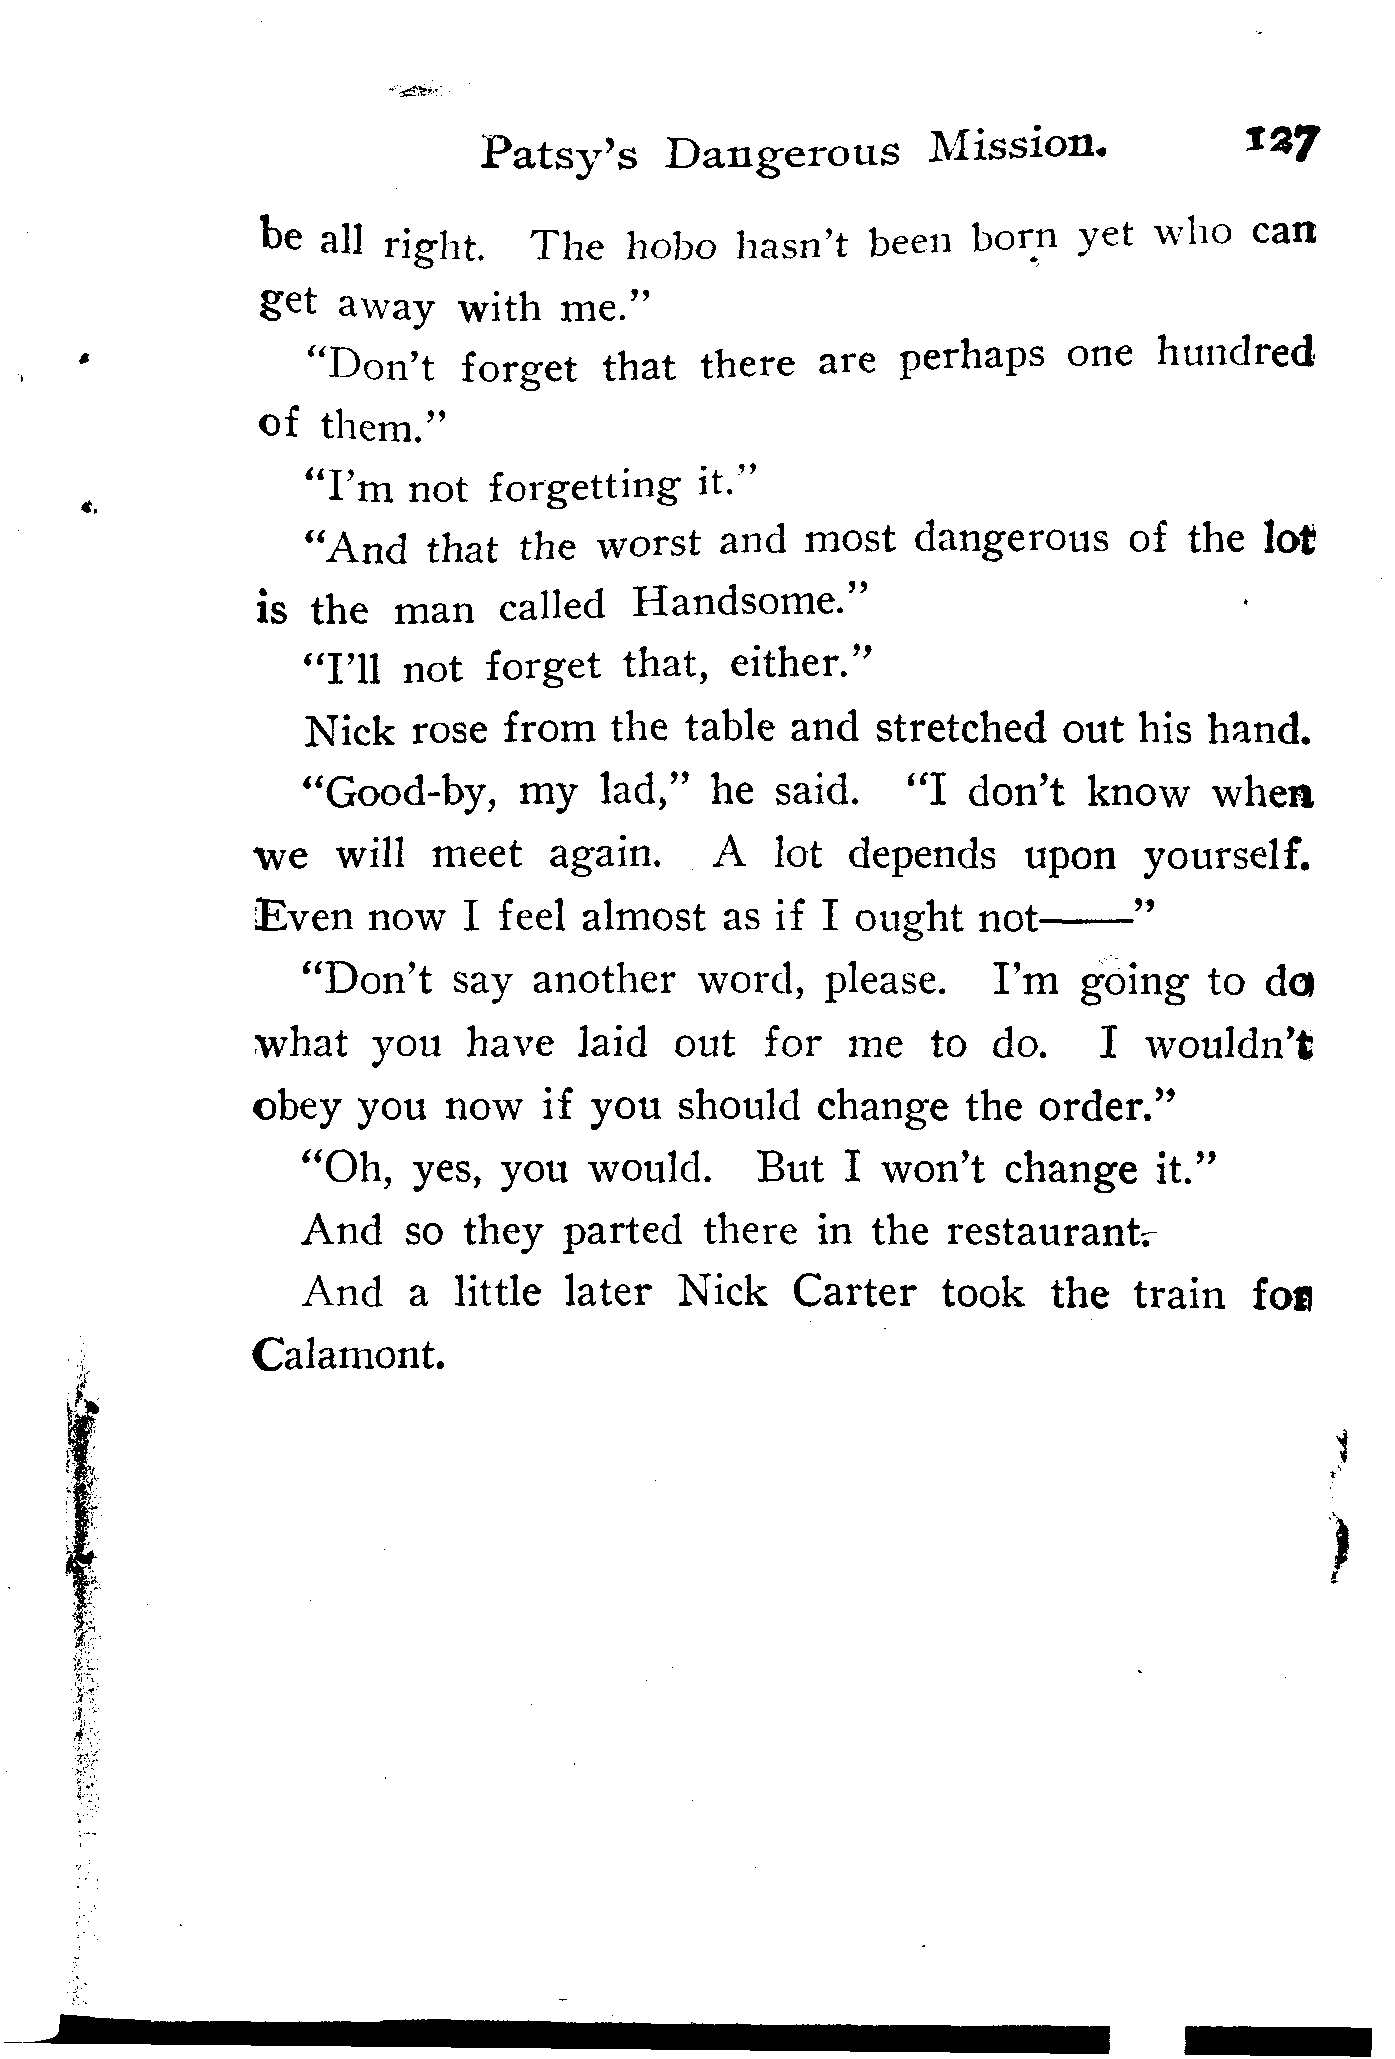 Patsy's Dangerous Mission. 127
be all right. The hobo hasn't been born yet who can
get away with me."
"Don't forget that there are perhaps one hundred
of them."
"I'm not forgetting it."
"And that the worst and most dangerous of the lot
is the man called Handsome."
"I'll not forget that, either."
Nick rose from the table and stretched out his hand.
"Good-by, my lad," he said. "I don't know when
we will meet again. A lot depends upon yourself.
Even now I feel almost as if I ought not——"
"Don't say another word, please. I'm going to do
what you have laid out for me to do. I wouldn't
obey you now if you should change the order."
"Oh, yes, you would. But I won't change it."
And so they parted there in the restaurant.
And a little later Nick Carter took the train for
Calamont.